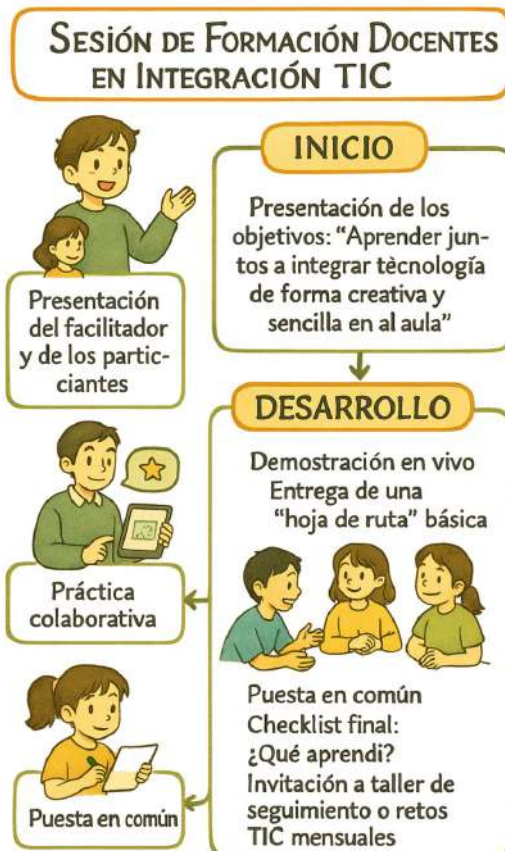 SESIÓN DE FORMACIÓN DOCENTES
EN INTEGRACIÓN TIC
INICIO
Presentación de los
objetivos: “Aprender jun-
tos a integrar tècnología
de forma creativa y
sencilla en al aula”
Presentación
del facilitador
y de los partic-
ciantes
DESARROLLO
Demostración en vivo
Entrega de una
“hoja de ruta” básica
Práctica
colaborativa
Puesta en común
Checklist final:
¿Qué aprendi?
Invitación a taller de
seguimiento o retos
TIC mensuales
Puesta en común